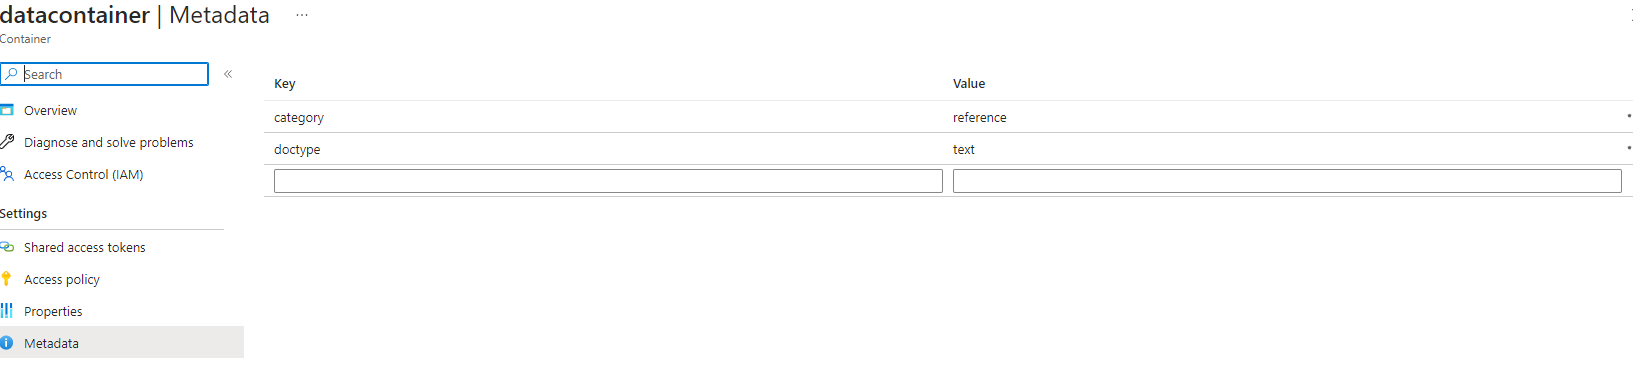 datacontainer | Metadata ...
Container
Search «
Overview
Diagnose and solve problems
Access Control (IAM)
Settings
Shared access tokens
Access policy
Properties
Metadata
Key Value
category reference
doctype text